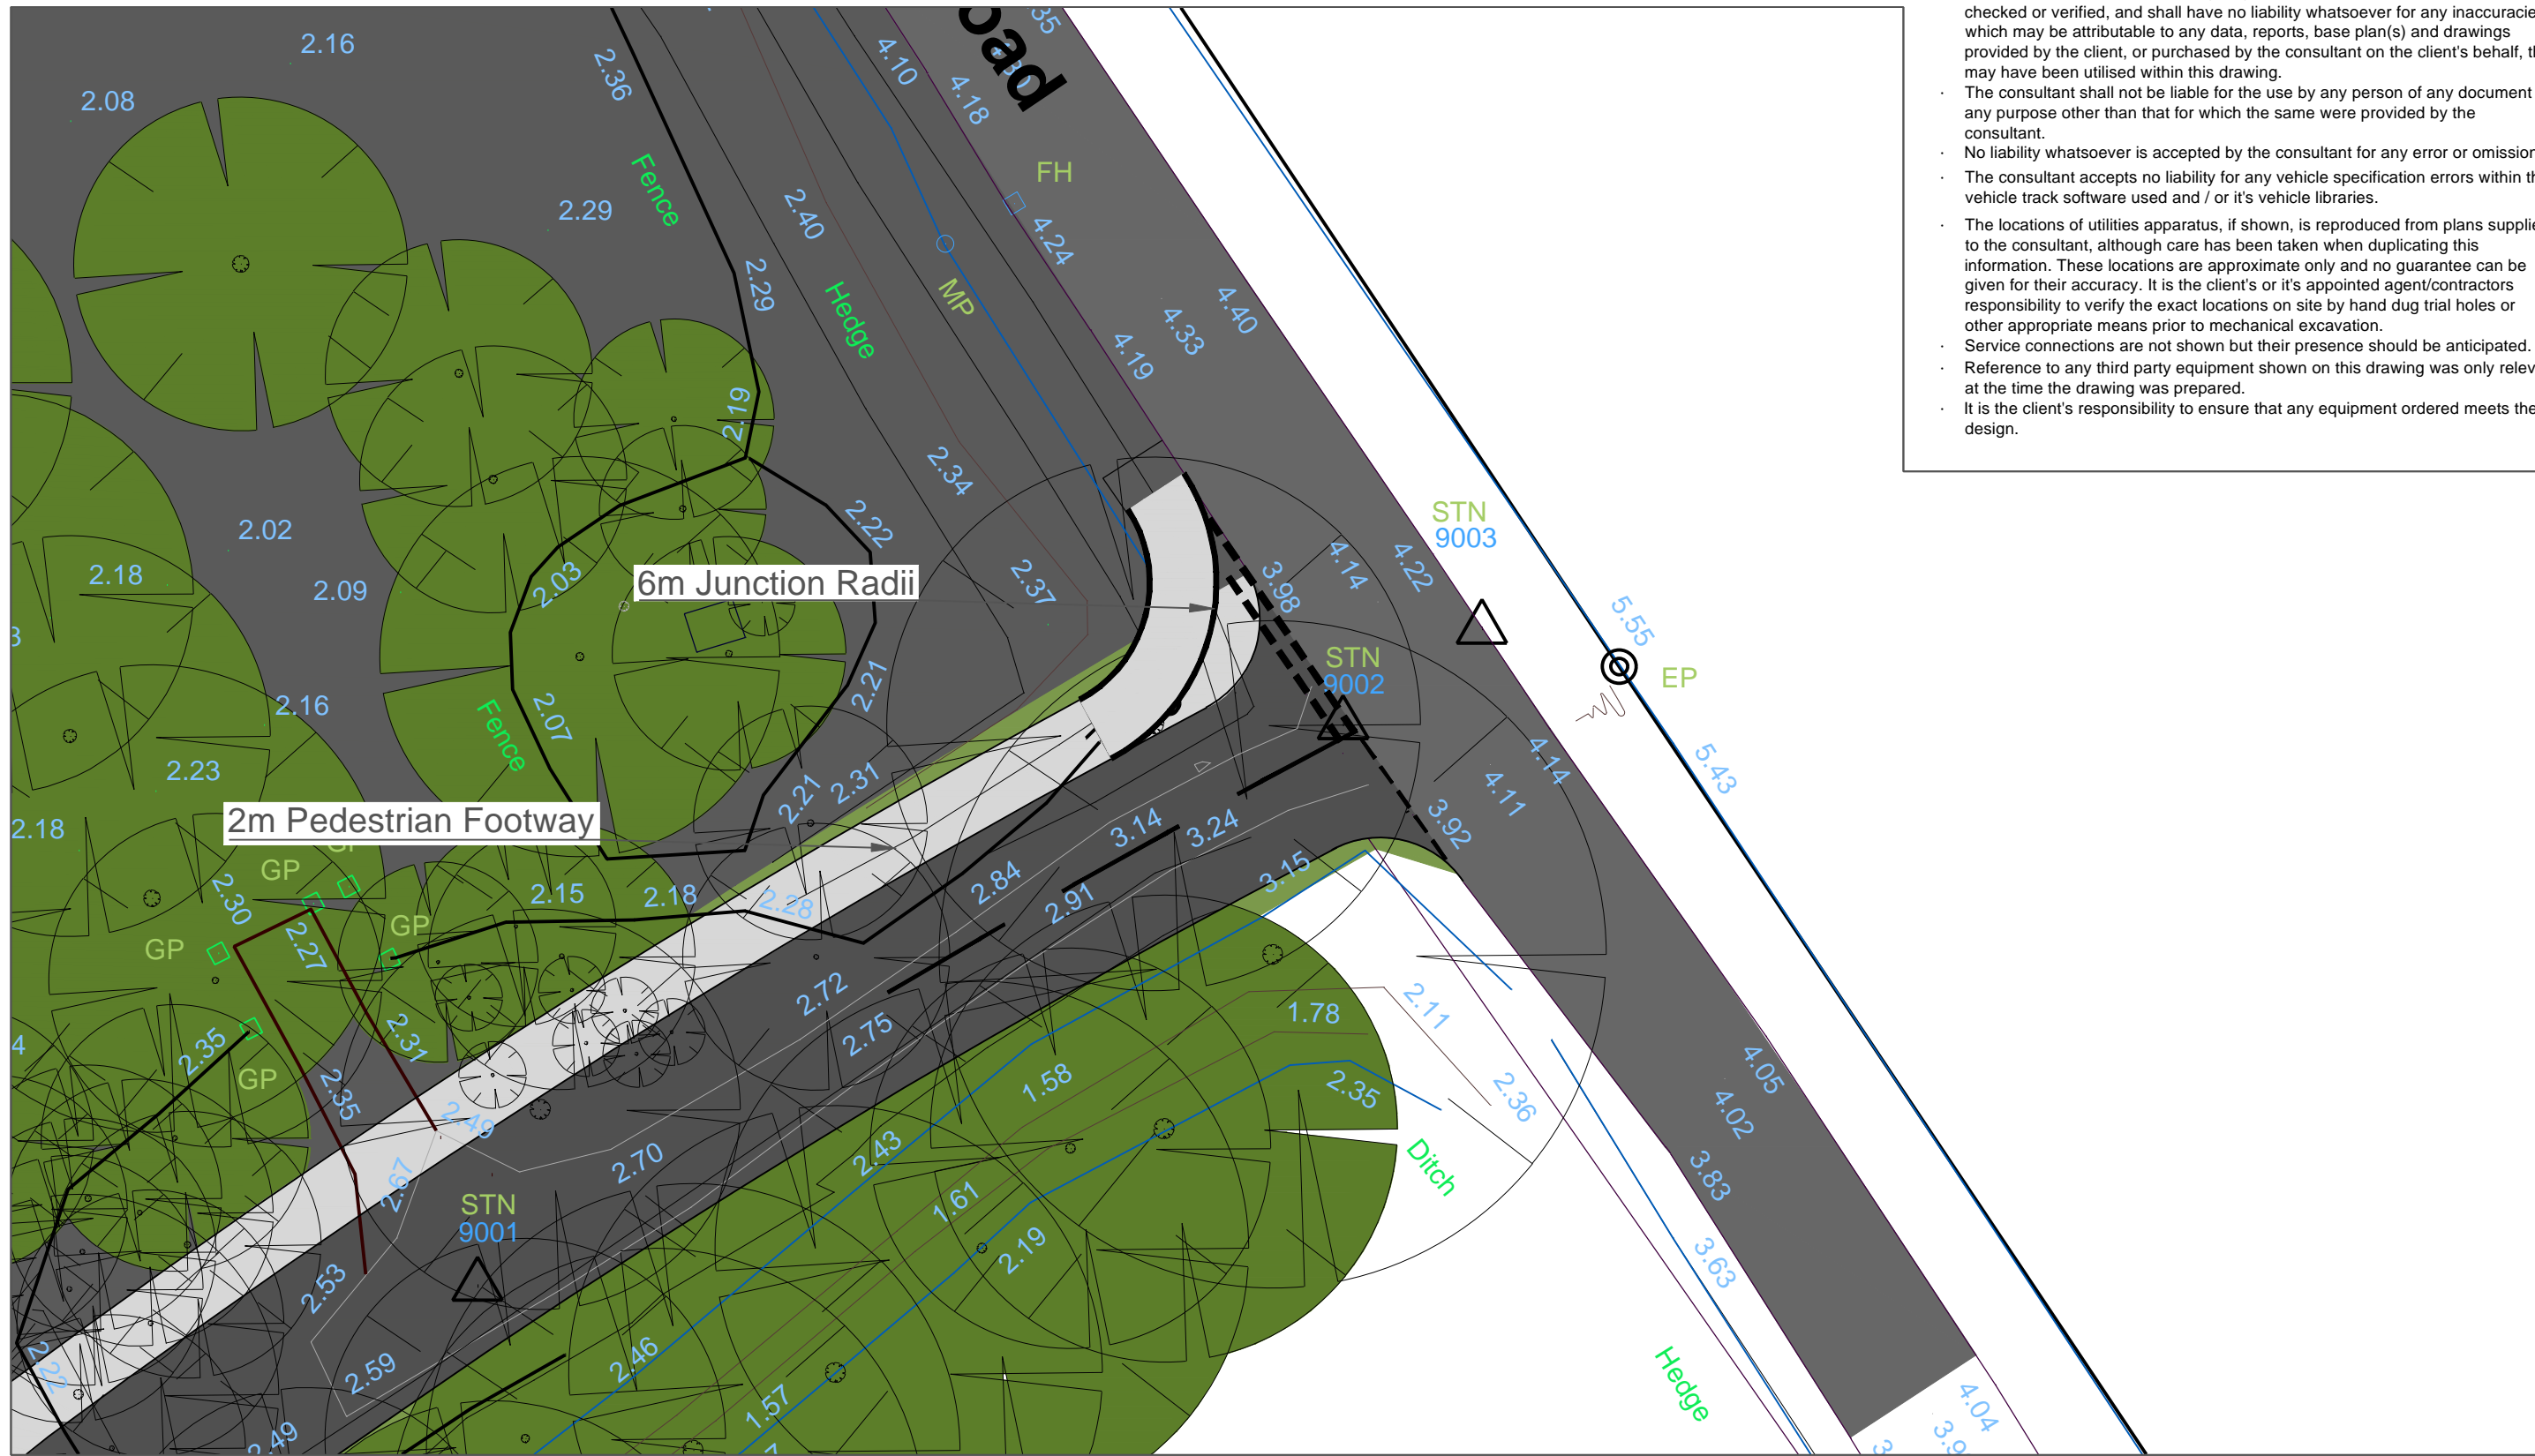 checked or verified, and shall have no liability whatsoever for any inaccuracie
which may be attributable to any data, reports, base plan(s) and drawings
provided by the client, or purchased by the consultant on the client's behalf, th
may have been utilised within this drawing.
· The consultant shall not be liable for the use by any person of any document
any purpose other than that for which the same were provided by the
consultant.
· No liability whatsoever is accepted by the consultant for any error or omission
· The consultant accepts no liability for any vehicle specification errors within th
vehicle track software used and / or it's vehicle libraries.
· The locations of utilities apparatus, if shown, is reproduced from plans supplie
to the consultant, although care has been taken when duplicating this
information. These locations are approximate only and no guarantee can be
given for their accuracy. It is the client's or it's appointed agent/contractors
responsibility to verify the exact locations on site by hand dug trial holes or
other appropriate means prior to mechanical excavation.
· Service connections are not shown but their presence should be anticipated.
· Reference to any third party equipment shown on this drawing was only relev
at the time the drawing was prepared.
· It is the client's responsibility to ensure that any equipment ordered meets the
design.
oad
2.16
2.08
2.36
4.10
4.18
FH
Fence
2.29
2.40
4.24
2.29
MP
Hedge
4.40
4.33
4.19
2.19
2.34
2.22
STN
9003
2.02
2.18
2.09
2.03
6m Junction Radii
2.37
3.98
4.14
4.22
5.55
STN
9002
EP
2.21
2.16
2.07
Fence
2.23
2.21
2.31
4.14
4.11
5.43
2.18
2m Pedestrian Footway
3.14
3.24
3.92
GP
GP
2.30
2.15
2.18
2.28
2.84
2.91
3.15
GP
GP
2.27
2.72
2.75
1.78
2.11
2.31
2.35
GP
2.35
2.49
1.58
2.35
2.36
4.05
4.02
2.70
2.43
Ditch
3.83
2.67
STN
9001
1.61
2.19
2.53
3.63
2.22
2.59
2.46
1.57
Hedge
2.49
4.04